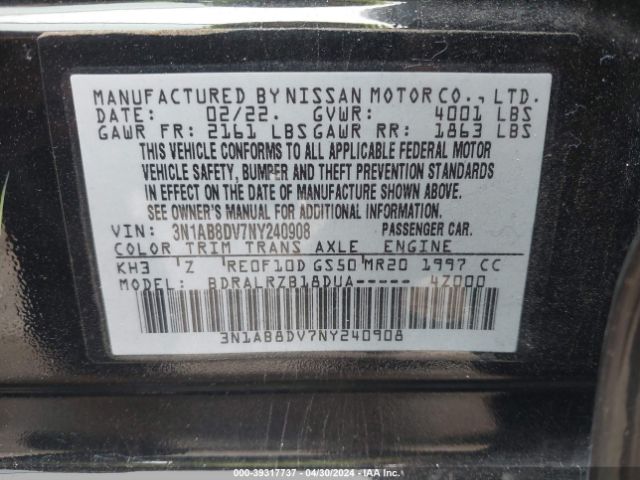 MANUFACTURED BY NISSAN MOTOR CO., LTD.
DATE: 02/22. GVWR: 4001 LBS
GAWR FR: 2161 LBS GAWR RR: 1863 LBS
THIS VEHICLE CONFORMS TO ALL APPLICABLE FEDERAL MOTOR
VEHICLE SAFETY, BUMPER AND THEFT PREVENTION STANDARDS
IN EFFECT ON THE DATE OF MANUFACTURE SHOWN ABOVE.
SEE OWNER'S MANUAL FOR ADDITIONAL INFORMATION.
VIN: 3N1AB8DV7NY240908 PASSENGER CAR.
COLOR TRIM TRANS AXLE ENGINE
KH3 Z RE0F10D GS50 MR20 1997 CC
MODEL: BDRALRZB18DUA----- 4Z000
3N1AB8DV7NY240908
000-39317737 - 04/30/2024 - IAA Inc.